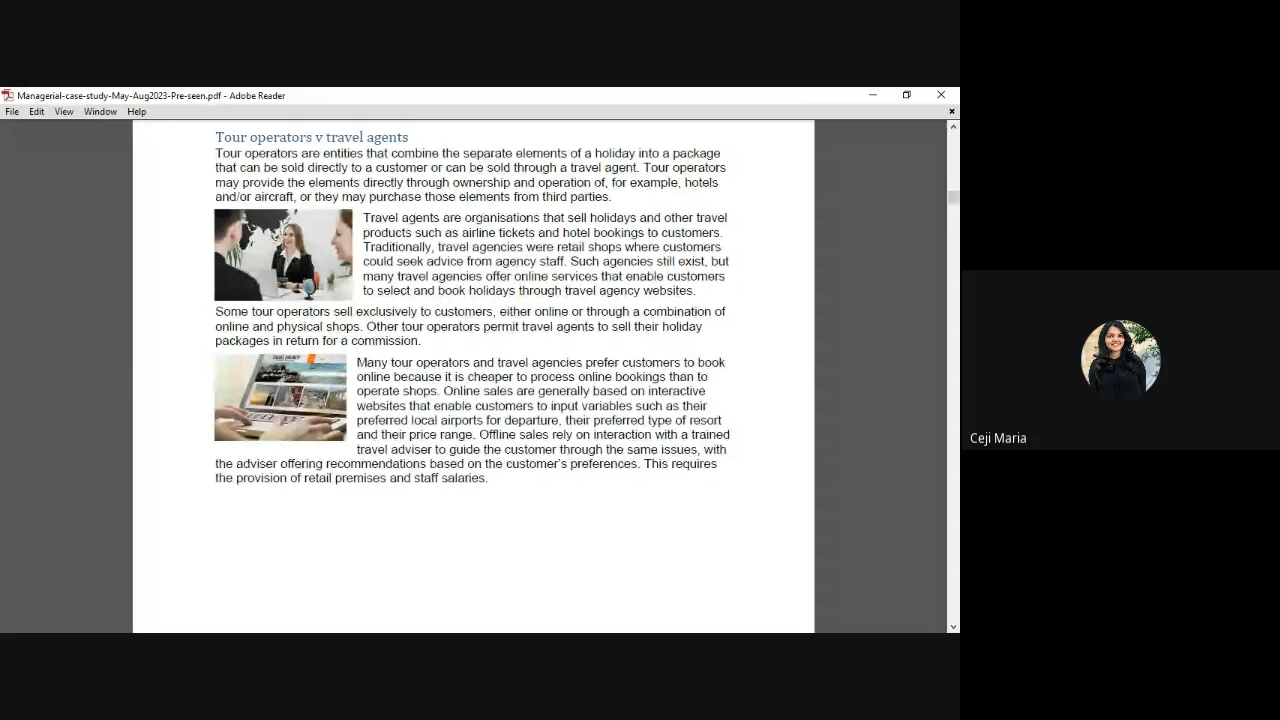 Managerial-case-study-May-Aug2023-Pre-seen.pdf - Adobe Reader
File Edit View Window Help
Tour operators v travel agents
Tour operators are entities that combine the separate elements of a holiday into a package
that can be sold directly to a customer or can be sold through a travel agent. Tour operators
may provide the elements directly through ownership and operation of, for example, hotels
and/or aircraft, or they may purchase those elements from third parties.
Travel agents are organisations that sell holidays and other travel
products such as airline tickets and hotel bookings to customers.
Traditionally, travel agencies were retail shops where customers
could seek advice from agency staff. Such agencies still exist, but
many travel agencies offer online services that enable customers
to select and book holidays through travel agency websites.
Some tour operators sell exclusively to customers, either online or through a combination of
online and physical shops. Other tour operators permit travel agents to sell their holiday
packages in return for a commission.
Many tour operators and travel agencies prefer customers to book
online because it is cheaper to process online bookings than to
operate shops. Online sales are generally based on interactive
websites that enable customers to input variables such as their
preferred local airports for departure, their preferred type of resort
and their price range. Offline sales rely on interaction with a trained
travel adviser to guide the customer through the same issues, with
the adviser offering recommendations based on the customer's preferences. This requires
the provision of retail premises and staff salaries.
Ceji Maria